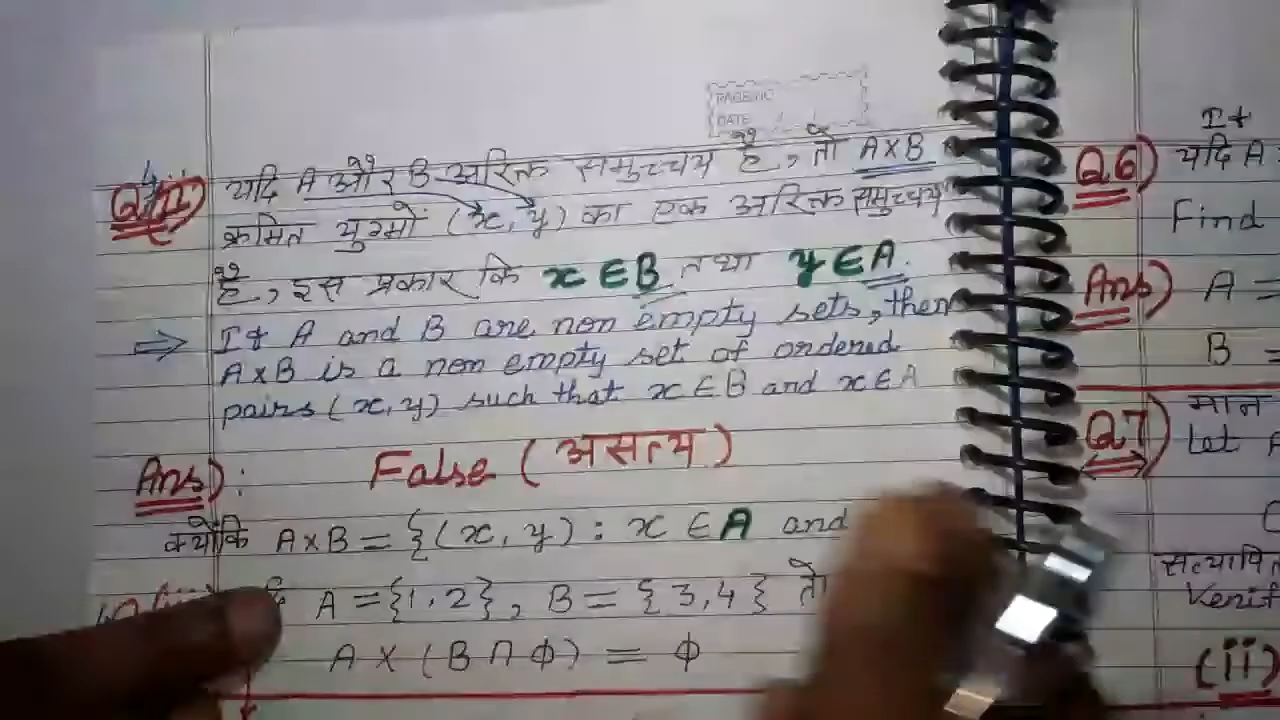 PAGE NO
DATE
Q4 ii) यदि A और B अरिक्त समुच्चय है, तो A×B
क्रमित युग्मों (x, y) का एक अरिक्त समुच्चय
है, इस प्रकार कि x ∈ B तथा y ∈ A.
⇒ If A and B are non empty sets, then
A×B is a non empty set of ordered
pairs (x, y) such that x ∈ B and x ∈ A
Ans): False (असत्य)
क्योंकि A×B = {(x, y) : x ∈ A and
A = {1, 2}, B = {3, 4} तो
A × (B ∩ ϕ) = ϕ
If
Q6) यदि A
Find
Ans) A =
B =
Q7) मान
Let
सत्यापित
Verif
(ii)